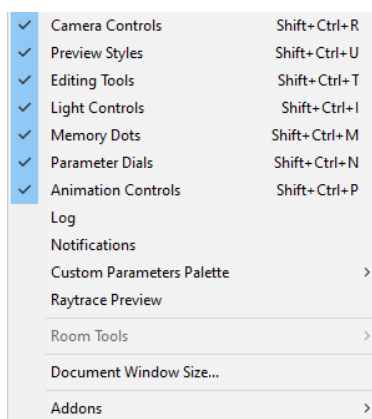 Camera Controls Shift+Ctrl+R
Preview Styles Shift+Ctrl+U
Editing Tools Shift+Ctrl+T
Light Controls Shift+Ctrl+I
Memory Dots Shift+Ctrl+M
Parameter Dials Shift+Ctrl+N
Animation Controls Shift+Ctrl+P
Log
Notifications
Custom Parameters Palette
Raytrace Preview
Room Tools
Document Window Size...
Addons